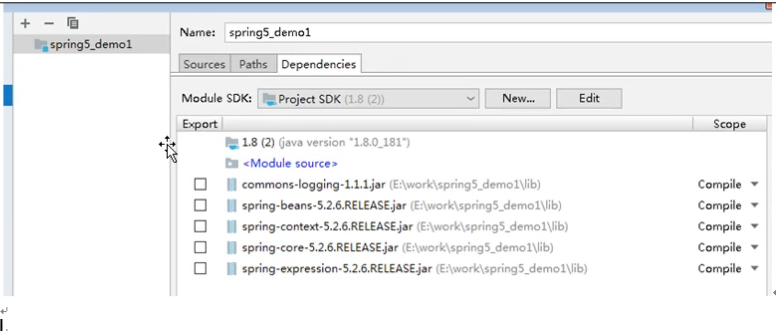 spring5_demo1
Name: spring5_demo1
Sources Paths Dependencies
Module SDK: Project SDK (1.8 (2)) New... Edit
Export Scope
1.8 (2) (java version "1.8.0_181")
<Module source>
commons-logging-1.1.1.jar (E:\work\spring5_demo1\lib) Compile
spring-beans-5.2.6.RELEASE.jar (E:\work\spring5_demo1\lib) Compile
spring-context-5.2.6.RELEASE.jar (E:\work\spring5_demo1\lib) Compile
spring-core-5.2.6.RELEASE.jar (E:\work\spring5_demo1\lib) Compile
spring-expression-5.2.6.RELEASE.jar (E:\work\spring5_demo1\lib) Compile